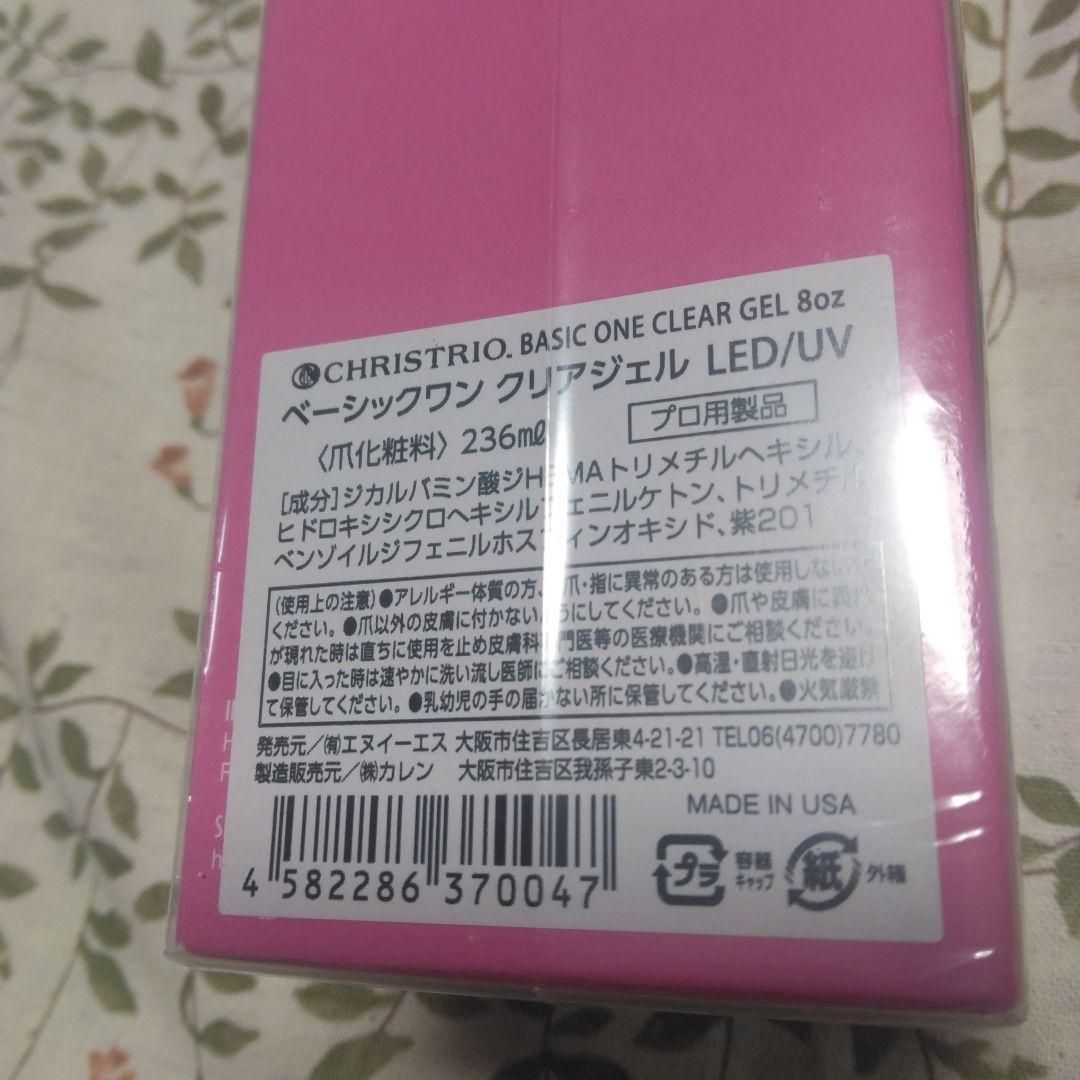 CHRISTRIO. BASIC ONE CLEAR GEL 8oz
ベーシックワン クリアジェル LED/UV
〈爪化粧料〉 236ml
プロ用製品
[成分]ジカルバミン酸ジHEMAトリメチルヘキシル、
ヒドロキシシクロヘキシルフェニルケトン、トリメチル
ベンゾイルジフェニルホスフィンオキシド、紫201
(使用上の注意)●アレルギー体質の方、爪・指に異常のある方は使用しないで
ください。●爪以外の皮膚に付かないようにしてください。●爪や皮膚に異常
が現れた時は直ちに使用を止め皮膚科専門医等の医療機関にご相談ください。
●目に入った時は速やかに洗い流し医師にご相談ください。●高温・直射日光を避け
て保管してください。●乳幼児の手の届かない所に保管してください。●火気厳禁
発売元/㈲エヌイーエス 大阪市住吉区長居東4-21-21 TEL06(4700)7780
製造販売元/㈱カレン 大阪市住吉区我孫子東2-3-10
MADE IN USA
4 582286 370047
プラ 容器 キャップ 紙 外箱